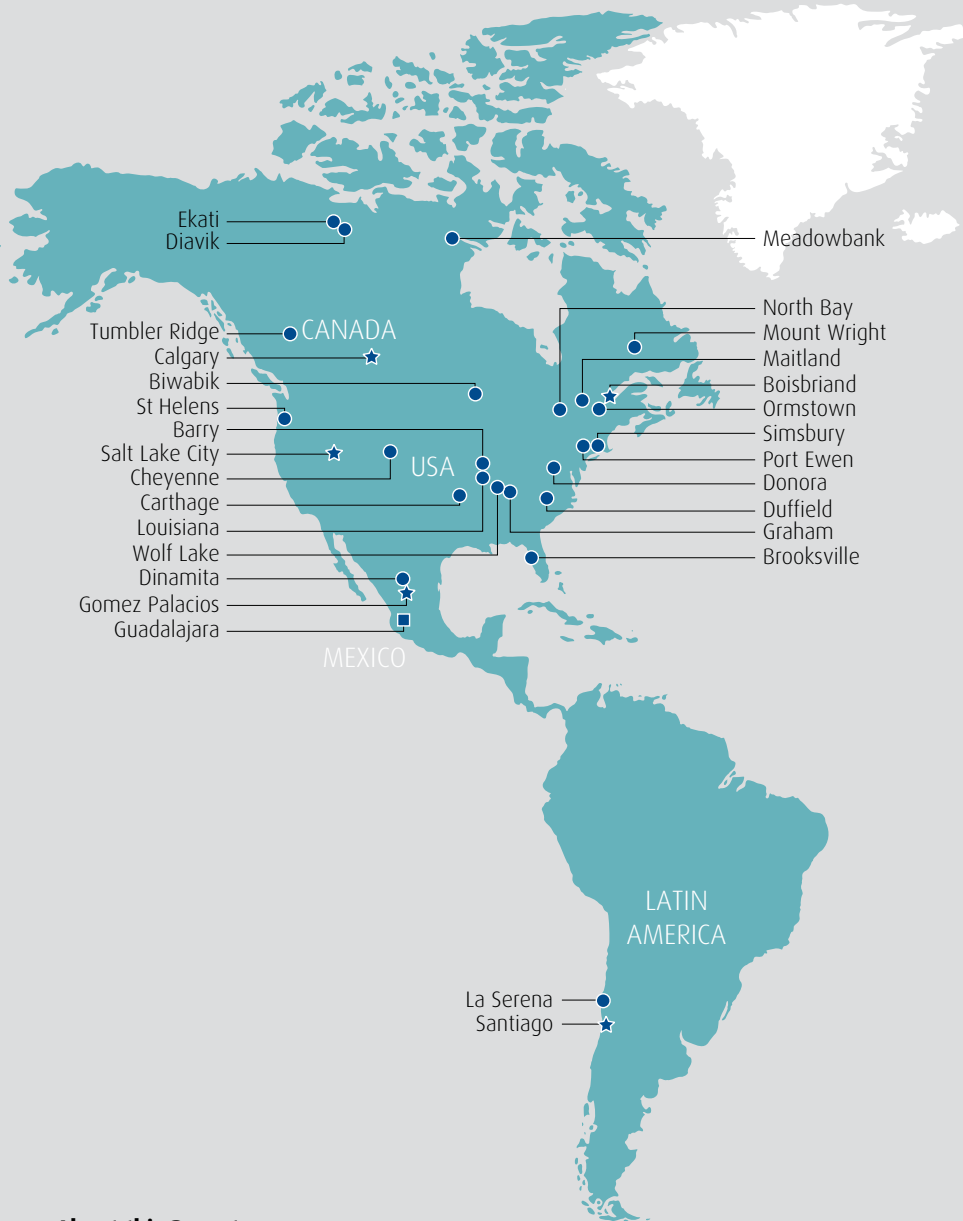 Ekati
Diavik
Meadowbank
North Bay
Tumbler Ridge
CANADA
Mount Wright
Calgary
Maitland
Biwabik
Boisbriand
St Helens
Ormstown
Barry
Simsbury
Salt Lake City
USA
Port Ewen
Cheyenne
Donora
Carthage
Duffield
Louisiana
Graham
Wolf Lake
Brooksville
Dinamita
Gomez Palacios
Guadalajara
MEXICO
LATIN
AMERICA
La Serena
Santiago